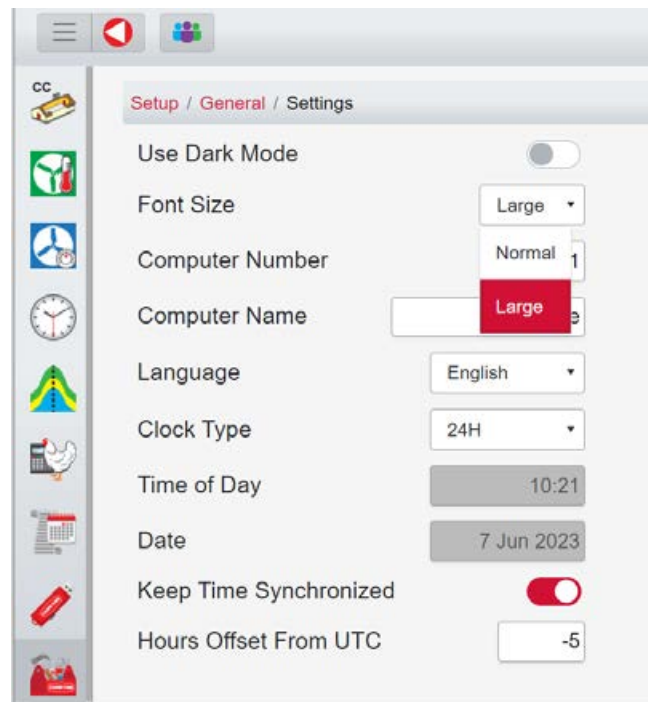 CC
Setup / General / Settings
Use Dark Mode
Font Size Large
Normal
Computer Number 1
Large
Computer Name e
Language English
Clock Type 24H
Time of Day 10:21
Date 7 Jun 2023
Keep Time Synchronized
Hours Offset From UTC -5